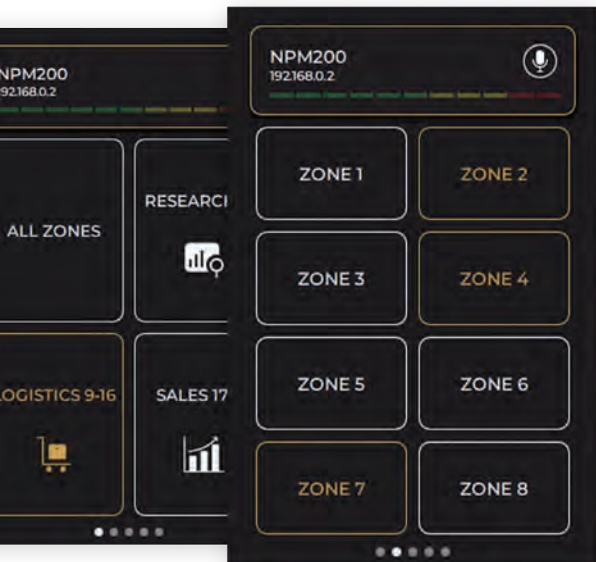 NPM200
192.168.0.2
ALL ZONES
LOGISTICS 9-16
SALES 17
NPM200
192.168.0.2
ZONE 1
ZONE 2
ZONE 3
ZONE 4
ZONE 5
ZONE 6
ZONE 7
ZONE 8